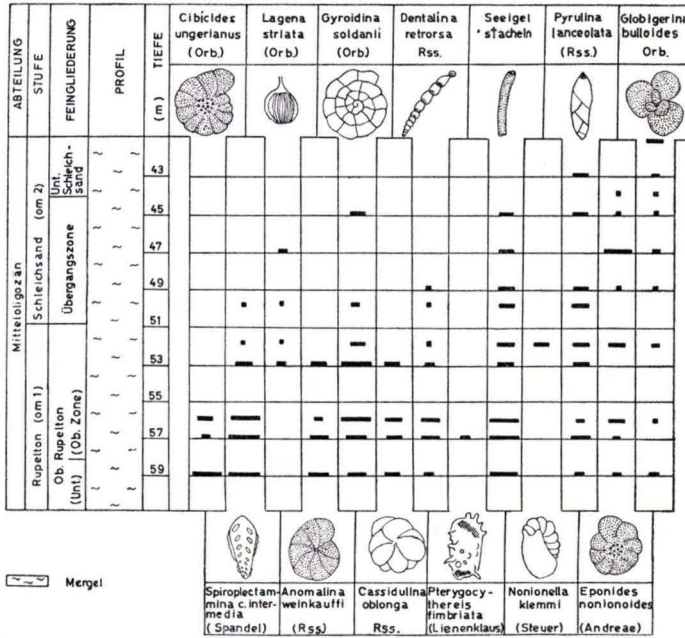 ABTEILUNG
STUFE
FEINGLIEDERUNG
PROFIL
(m) TIEFE
Cibicides
ungerianus
(Orb.)
Lagena
striata
(Orb.)
Gyroidina
soldanii
(Orb.)
Dentalina
retrorsa
Rss.
Seeigel
stacheln
Pyrulina
lanceolata
(Rss.)
Globigerina
bulloides
Orb.
Mitteloligozän
Schleichsand (om 2)
Rupelton (om 1)
Unt.
Schleich-
sand
Übergangszone
Ob. Rupelton
(Unt) (Ob. Zone)
43
45
47
49
51
53
55
57
59
Spiroplectam-
mina c. inter-
media
(Spandel)
Anomalina
weinkauffi
(Rss.)
Cassidulina
oblonga
Rss.
Pterygocy-
thereis
fimbriata
(Lienenklaus)
Nonionella
klemmi
(Steuer)
Eponides
nonionoides
(Andreae)
Mergel